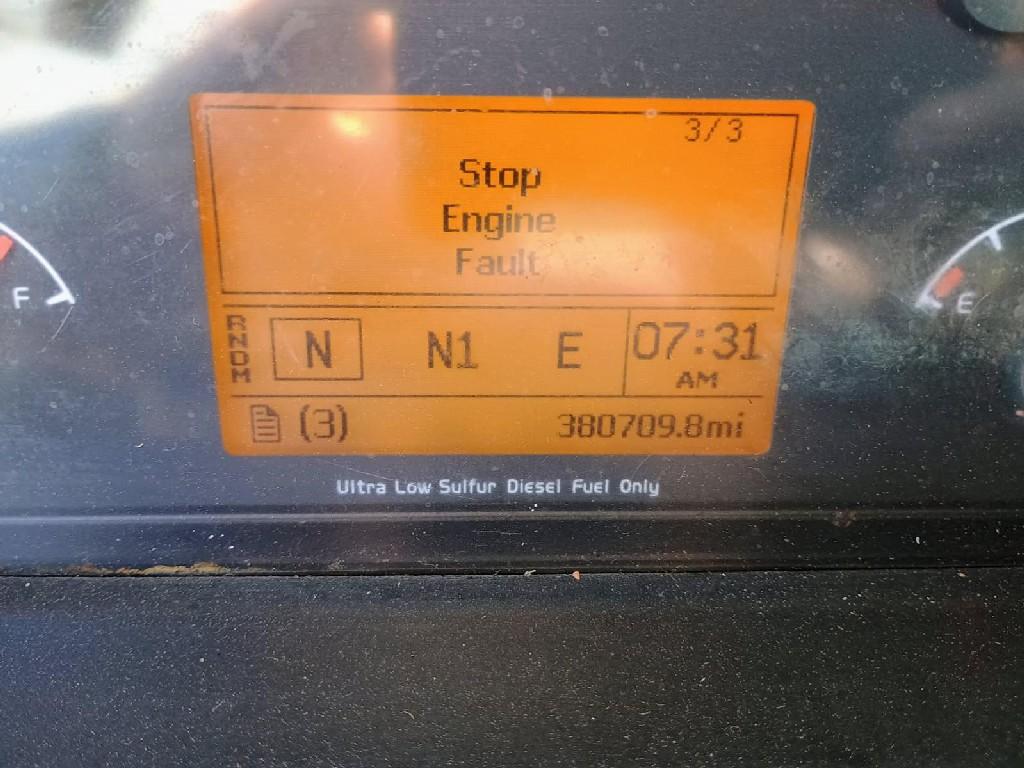 3/3
Stop
Engine
Fault
RNDM N N1 E 07:31
AM
(3) 380709.8mi
F
E
Ultra Low Sulfur Diesel Fuel Only